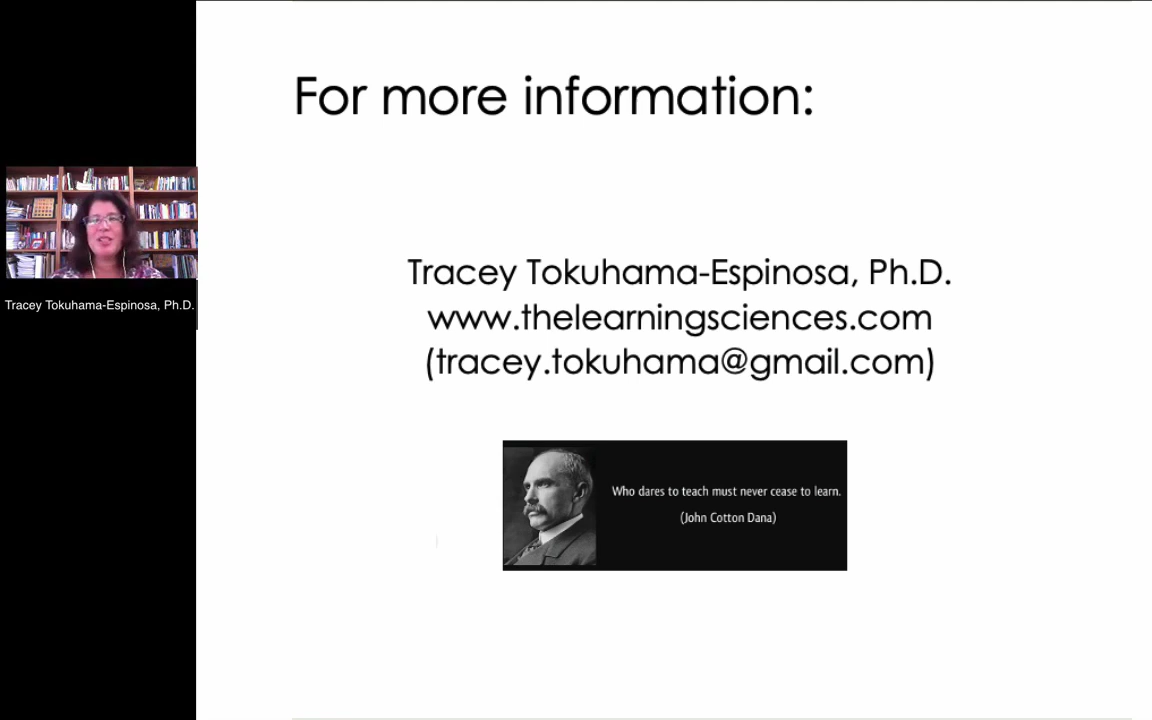 For more information:
Tracey Tokuhama-Espinosa, Ph.D.
Tracey Tokuhama-Espinosa, Ph.D.
www.thelearningsciences.com
(tracey.tokuhama@gmail.com)
Who dares to teach must never cease to learn.
(John Cotton Dana)